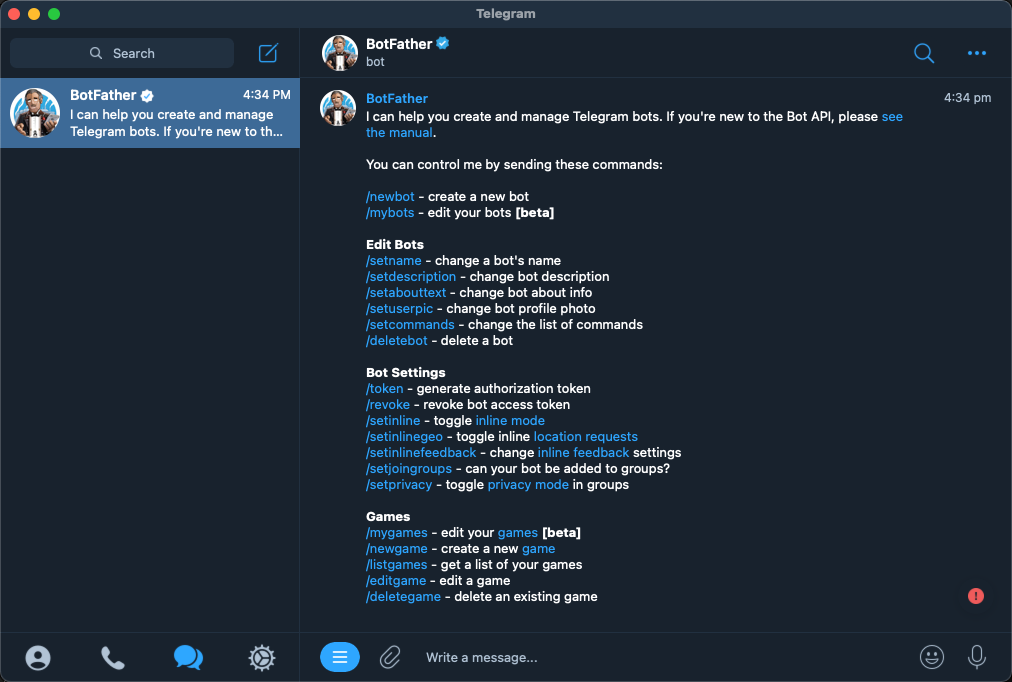 Telegram
Search
BotFather
4:34 PM
I can help you create and manage
Telegram bots. If you're new to th...
BotFather
bot
BotFather
4:34 pm
I can help you create and manage Telegram bots. If you're new to the Bot API, please see
the manual.
You can control me by sending these commands:
/newbot - create a new bot
/mybots - edit your bots [beta]
Edit Bots
/setname - change a bot's name
/setdescription - change bot description
/setabouttext - change bot about info
/setuserpic - change bot profile photo
/setcommands - change the list of commands
/deletebot - delete a bot
Bot Settings
/token - generate authorization token
/revoke - revoke bot access token
/setinline - toggle inline mode
/setinlinegeo - toggle inline location requests
/setinlinefeedback - change inline feedback settings
/setjoingroups - can your bot be added to groups?
/setprivacy - toggle privacy mode in groups
Games
/mygames - edit your games [beta]
/newgame - create a new game
/listgames - get a list of your games
/editgame - edit a game
/deletegame - delete an existing game
Write a message...